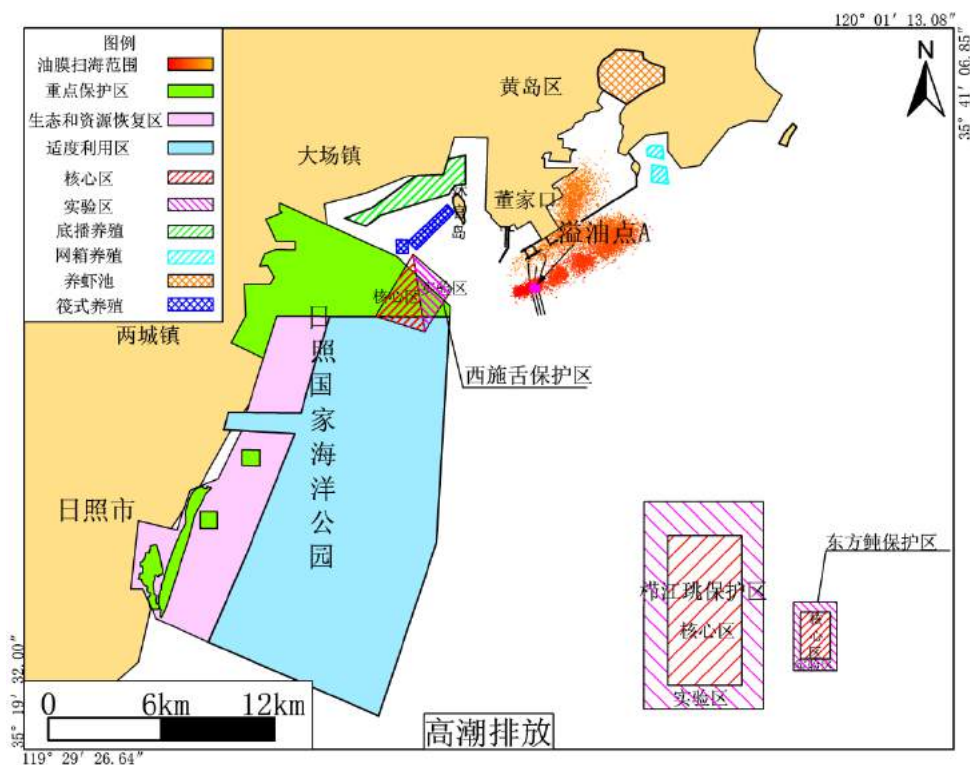 120° 01′ 13.08″
35° 41′ 06.85″
N
图例
油膜扫海范围
重点保护区
生态和资源恢复区
适度利用区
核心区
实验区
底播养殖
网箱养殖
养虾池
筏式养殖
黄岛区
大场镇
董家口
溢油点A
核心区
实验区
两城镇
西施舌保护区
日照国家海洋公园
日照市
东方鲀保护区
栉江珧保护区
核心区
实验区
核心区
0 6km 12km
高潮排放
35° 19′ 32.00″
119° 29′ 26.64″